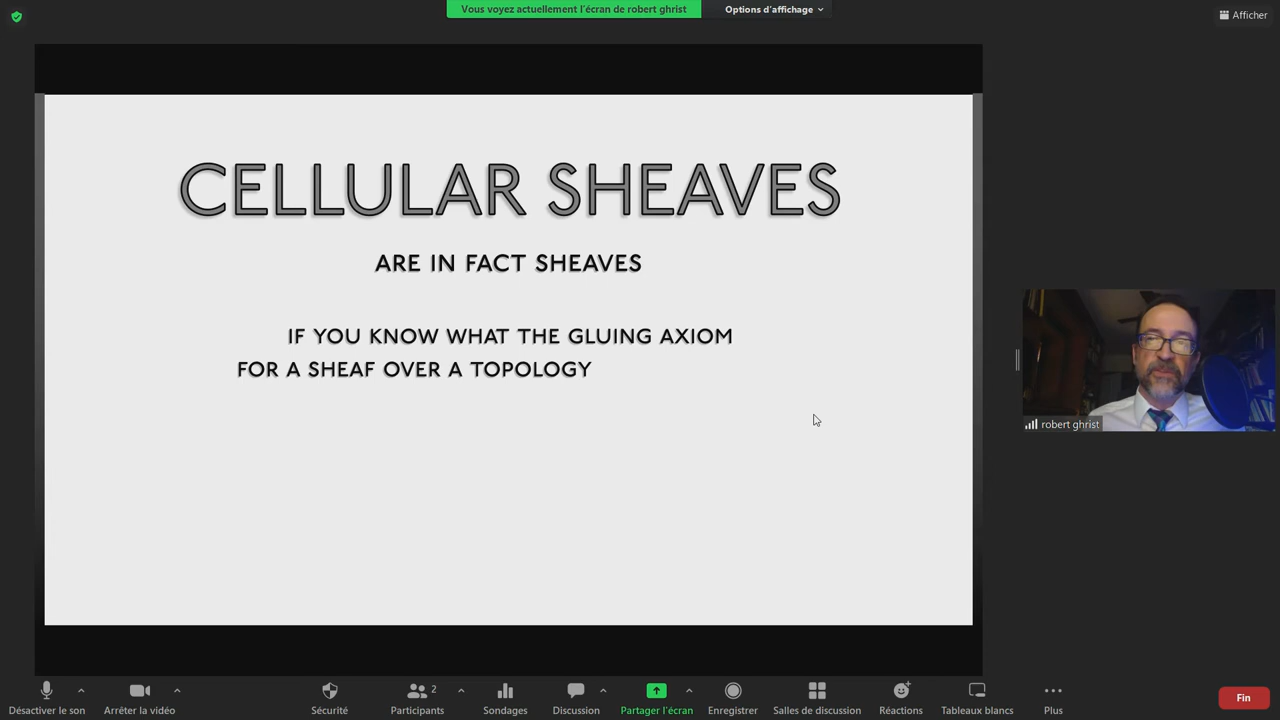 Vous voyez actuellement l'écran de robert ghrist
Options d'affichage
Afficher
CELLULAR SHEAVES
ARE IN FACT SHEAVES
IF YOU KNOW WHAT THE GLUING AXIOM
FOR A SHEAF OVER A TOPOLOGY
robert ghrist
Désactiver le son
Arrêter la vidéo
Sécurité
Participants
2
Sondages
Discussion
Partager l'écran
Enregistrer
Salles de discussion
Réactions
Tableaux blancs
Plus
Fin